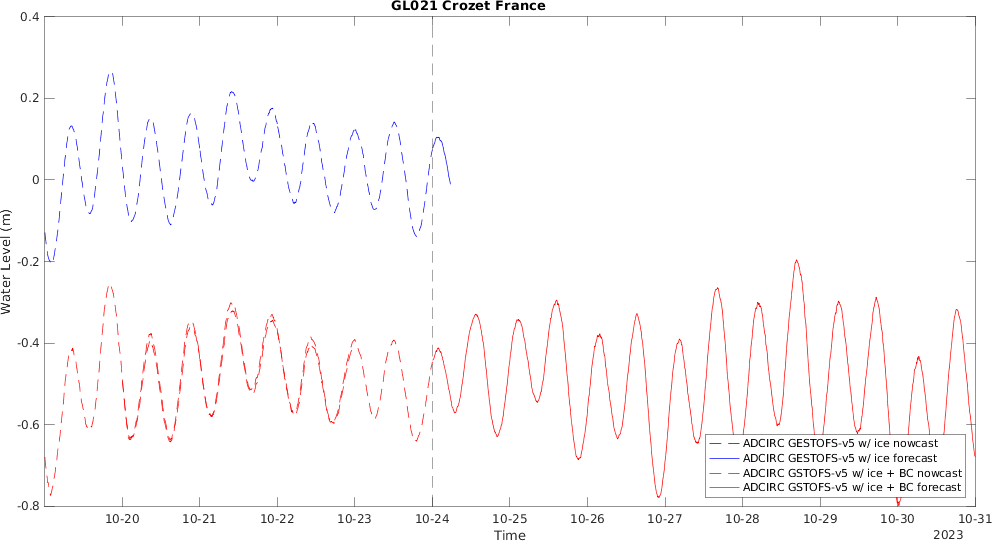 GL021 Crozet France
0.4
0.2
0
-0.2
-0.4
-0.6
-0.8
Water Level (m)
ADCIRC GESTOFS-v5 w/ ice nowcast
ADCIRC GESTOFS-v5 w/ ice forecast
ADCIRC GSTOFS-v5 w/ ice + BC nowcast
ADCIRC GSTOFS-v5 w/ ice + BC forecast
10-20 10-21 10-22 10-23 10-24 10-25 10-26 10-27 10-28 10-29 10-30 10-31
Time
2023